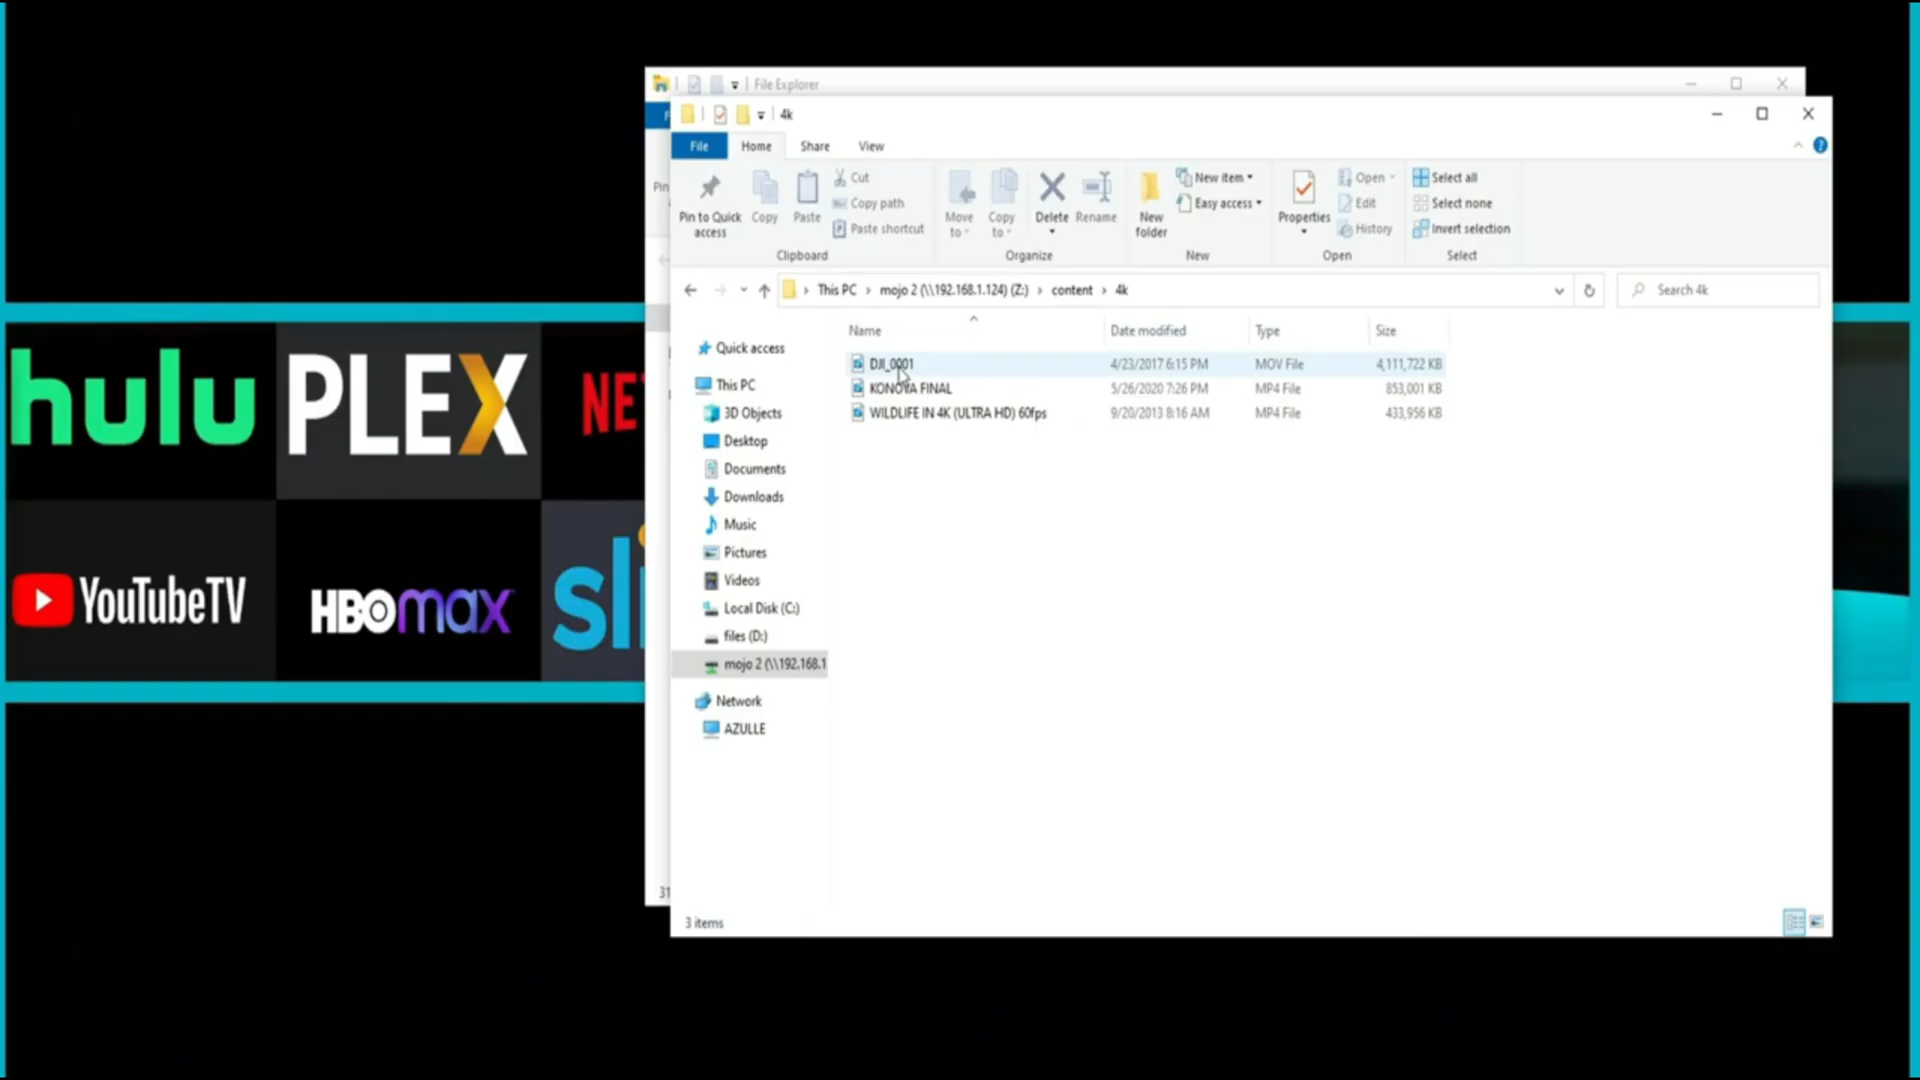 File Explorer
4k
File Home Share View
Pin to Quick access
Copy
Paste
Cut
Copy path
Paste shortcut
Clipboard
Move to
Copy to
Delete
Rename
Organize
New folder
New item
Easy access
New
Properties
Open
Edit
History
Open
Select all
Select none
Invert selection
Select
This PC › mojo 2 (\\192.168.1.124) (Z:) › content › 4k
Search 4k
Name Date modified Type Size
DJI_0001 4/23/2017 6:15 PM MOV File 4,111,722 KB
KONOVA FINAL 5/26/2020 7:26 PM MP4 File 853,001 KB
WILDLIFE IN 4K (ULTRA HD) 60fps 9/20/2013 8:16 AM MP4 File 433,956 KB
Quick access
This PC
3D Objects
Desktop
Documents
Downloads
Music
Pictures
Videos
Local Disk (C:)
files (D:)
mojo 2 (\\192.168.1
Network
AZULLE
3 items
31
Pin
hulu
PLEX
NE
YouTubeTV
HBOmax
sli